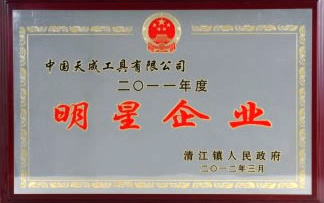 中国天成工具有限公司
二〇一一年度
明星企业
清江镇人民政府
二〇一二年三月